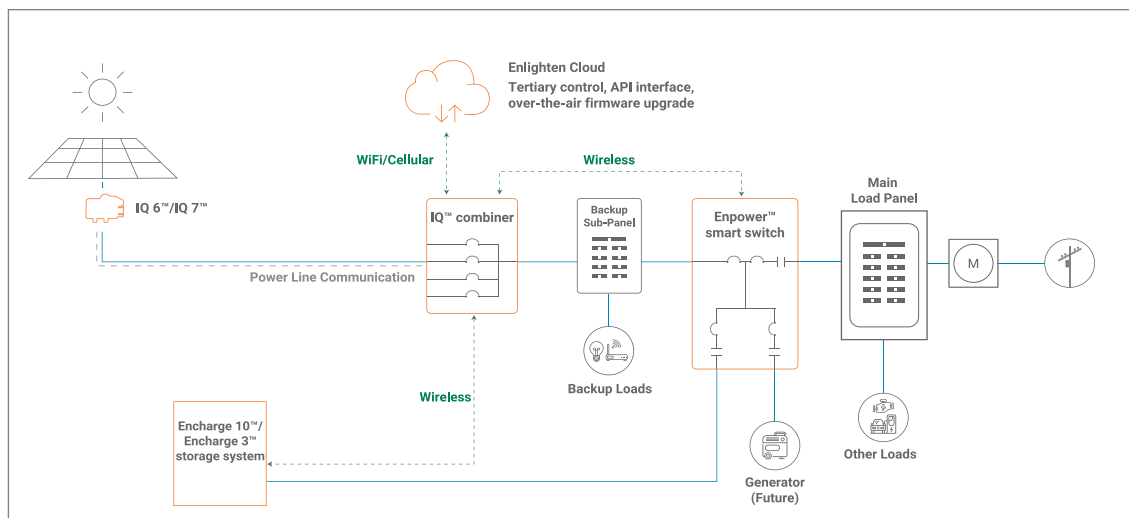 Enlighten Cloud
Tertiary control, API interface,
over-the-air firmware upgrade
WiFi/Cellular
Wireless
IQ 6™/IQ 7™
IQ™ combiner
Backup
Sub-Panel
Enpower™
smart switch
Main
Load Panel
M
Power Line Communication
Backup Loads
Wireless
Encharge 10™/
Encharge 3™
storage system
Generator
(Future)
Other Loads